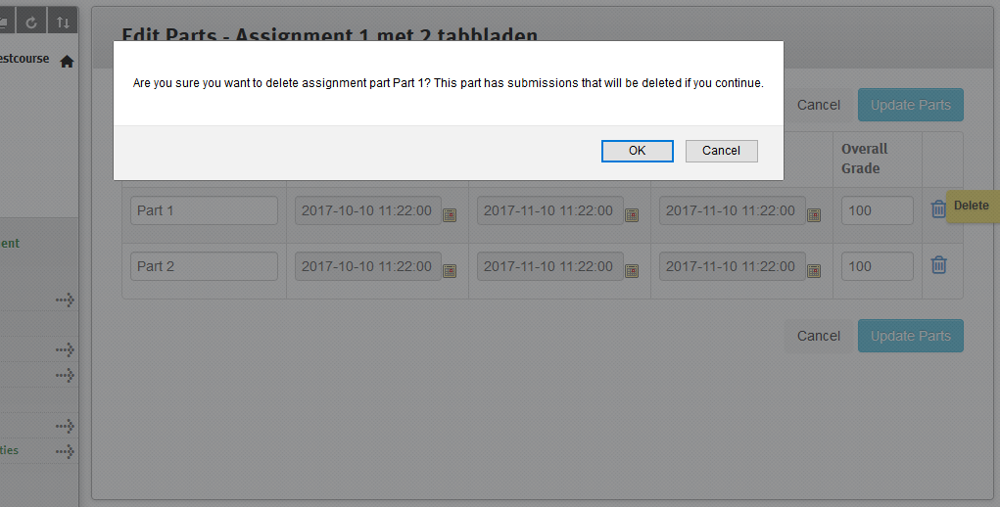 Edit Parts - Assignment 1 met 2 tabbladen
estcourse
Are you sure you want to delete assignment part Part 1? This part has submissions that will be deleted if you continue.
OK Cancel
Cancel Update Parts
Overall
Grade
Part 1 2017-10-10 11:22:00 2017-11-10 11:22:00 2017-11-10 11:22:00 100 Delete
ent
Part 2 2017-10-10 11:22:00 2017-11-10 11:22:00 2017-11-10 11:22:00 100
Cancel Update Parts
ties